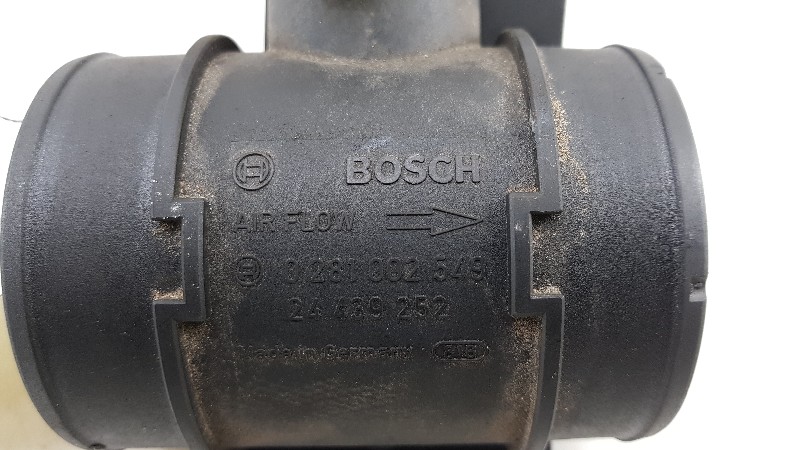 BOSCH
AIR FLOW
0 281 002 549
24 439 252
Made in Germany